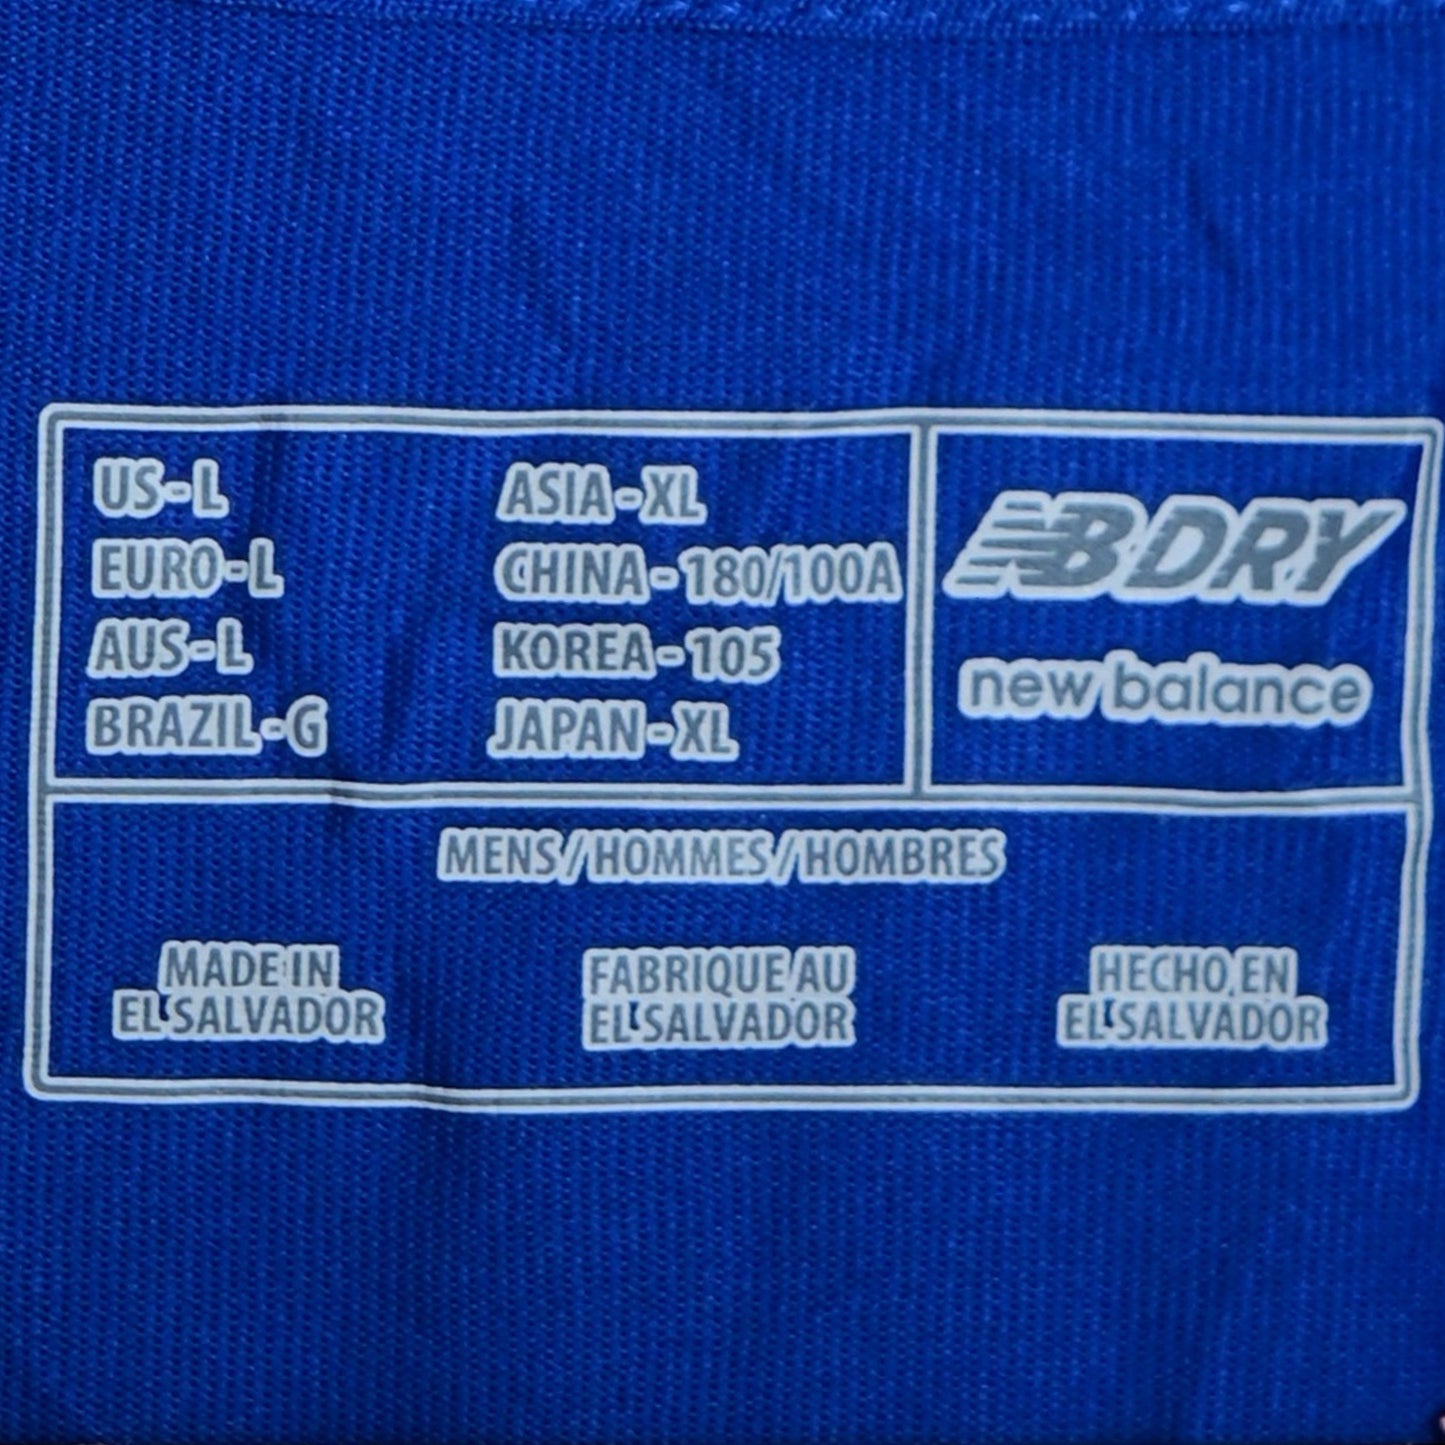 US-L
EURO-L
AUS-L
BRAZIL-G
ASIA-XL
CHINA-180/100A
KOREA-105
JAPAN-XL
NB DRY
new balance
MENS/HOMMES/HOMBRES
MADE IN
EL SALVADOR
FABRIQUE AU
EL SALVADOR
HECHO EN
EL SALVADOR